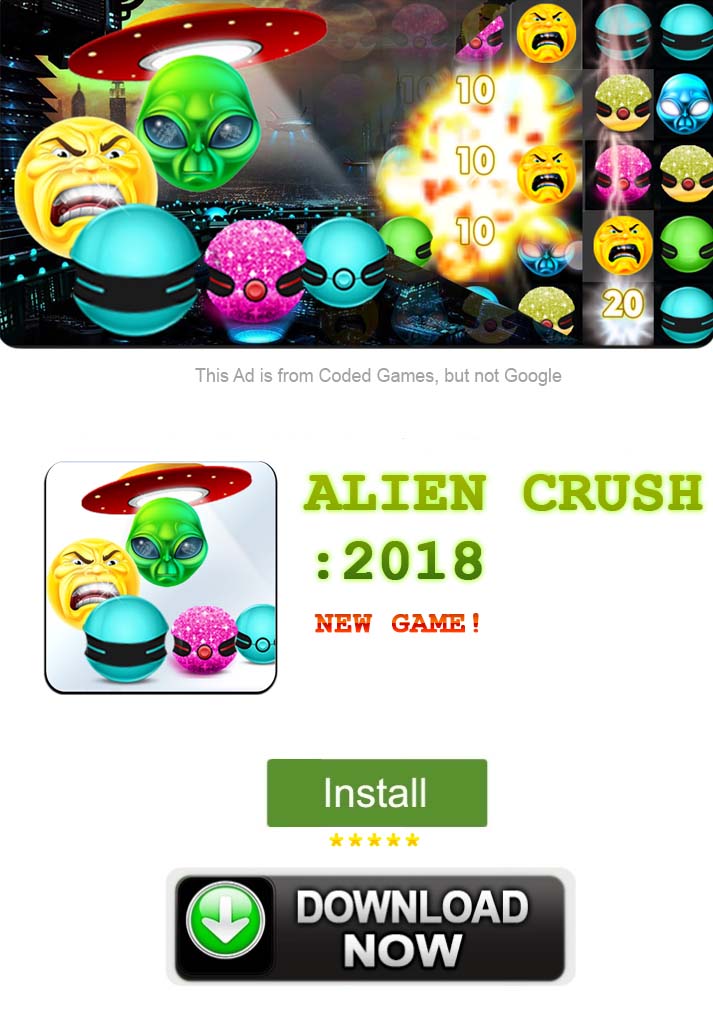 10
10
10
10
20
This Ad is from Coded Games, but not Google
ALIEN CRUSH
:2018
NEW GAME!
Install
DOWNLOAD
NOW